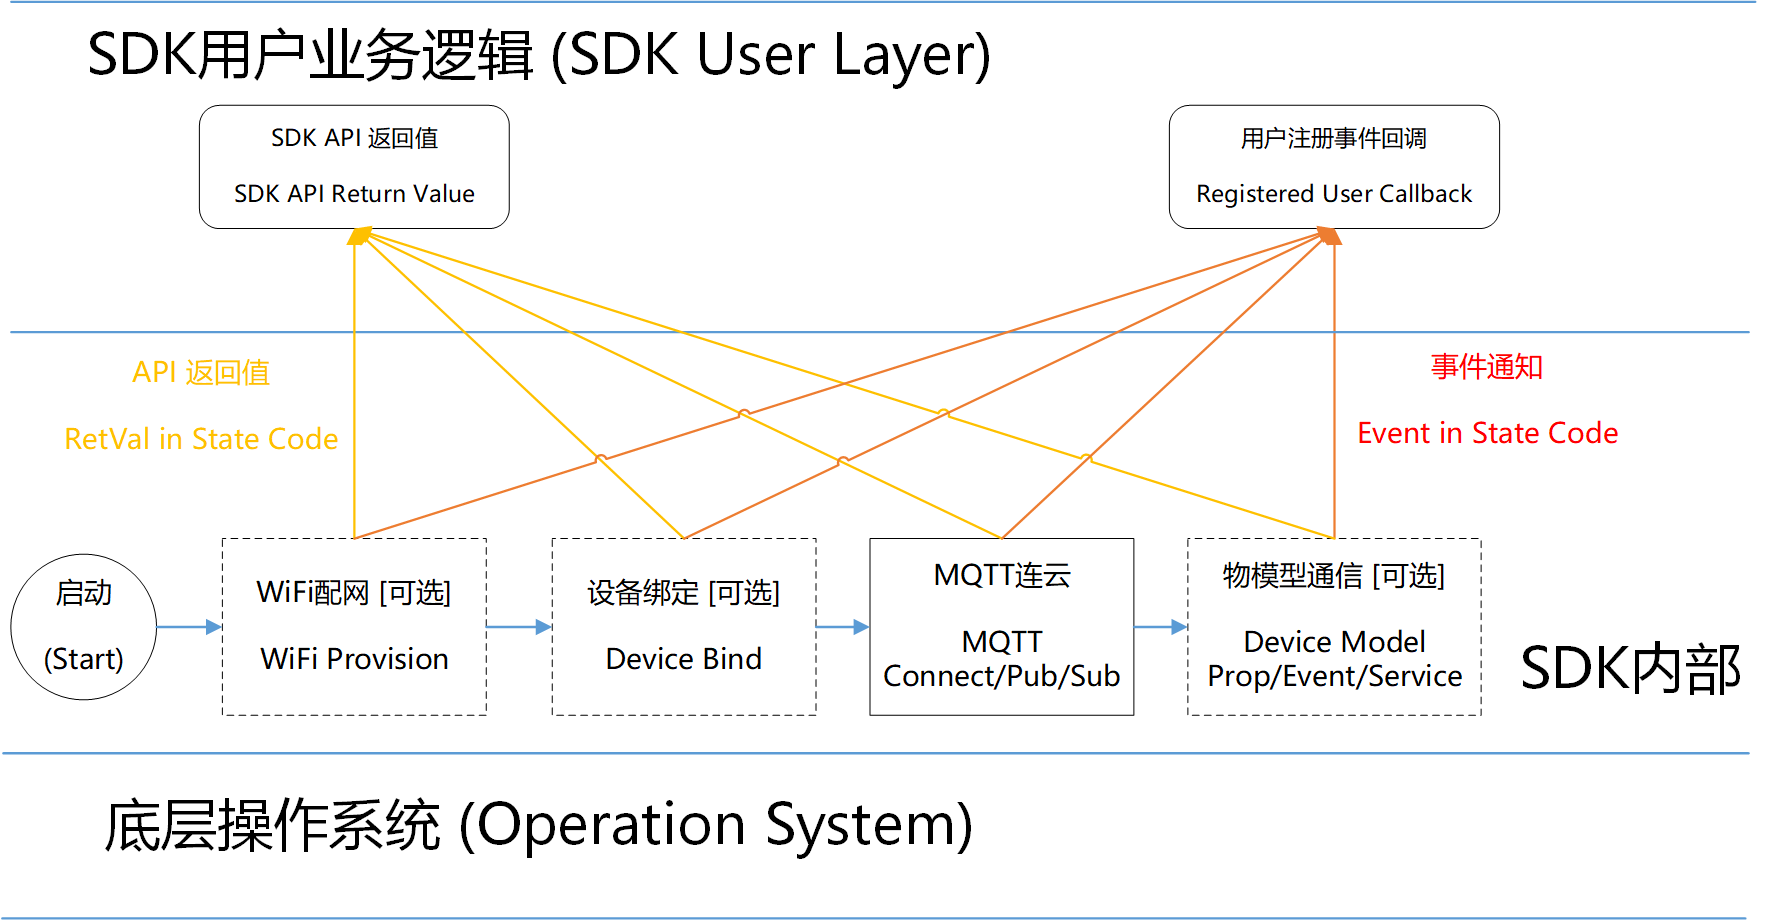 SDK用户业务逻辑 (SDK User Layer)
SDK API 返回值
SDK API Return Value
用户注册事件回调
Registered User Callback
API 返回值
RetVal in State Code
事件通知
Event in State Code
启动
(Start)
WiFi配网 [可选]
WiFi Provision
设备绑定 [可选]
Device Bind
MQTT连云
MQTT
Connect/Pub/Sub
物模型通信 [可选]
Device Model
Prop/Event/Service
SDK内部
底层操作系统 (Operation System)